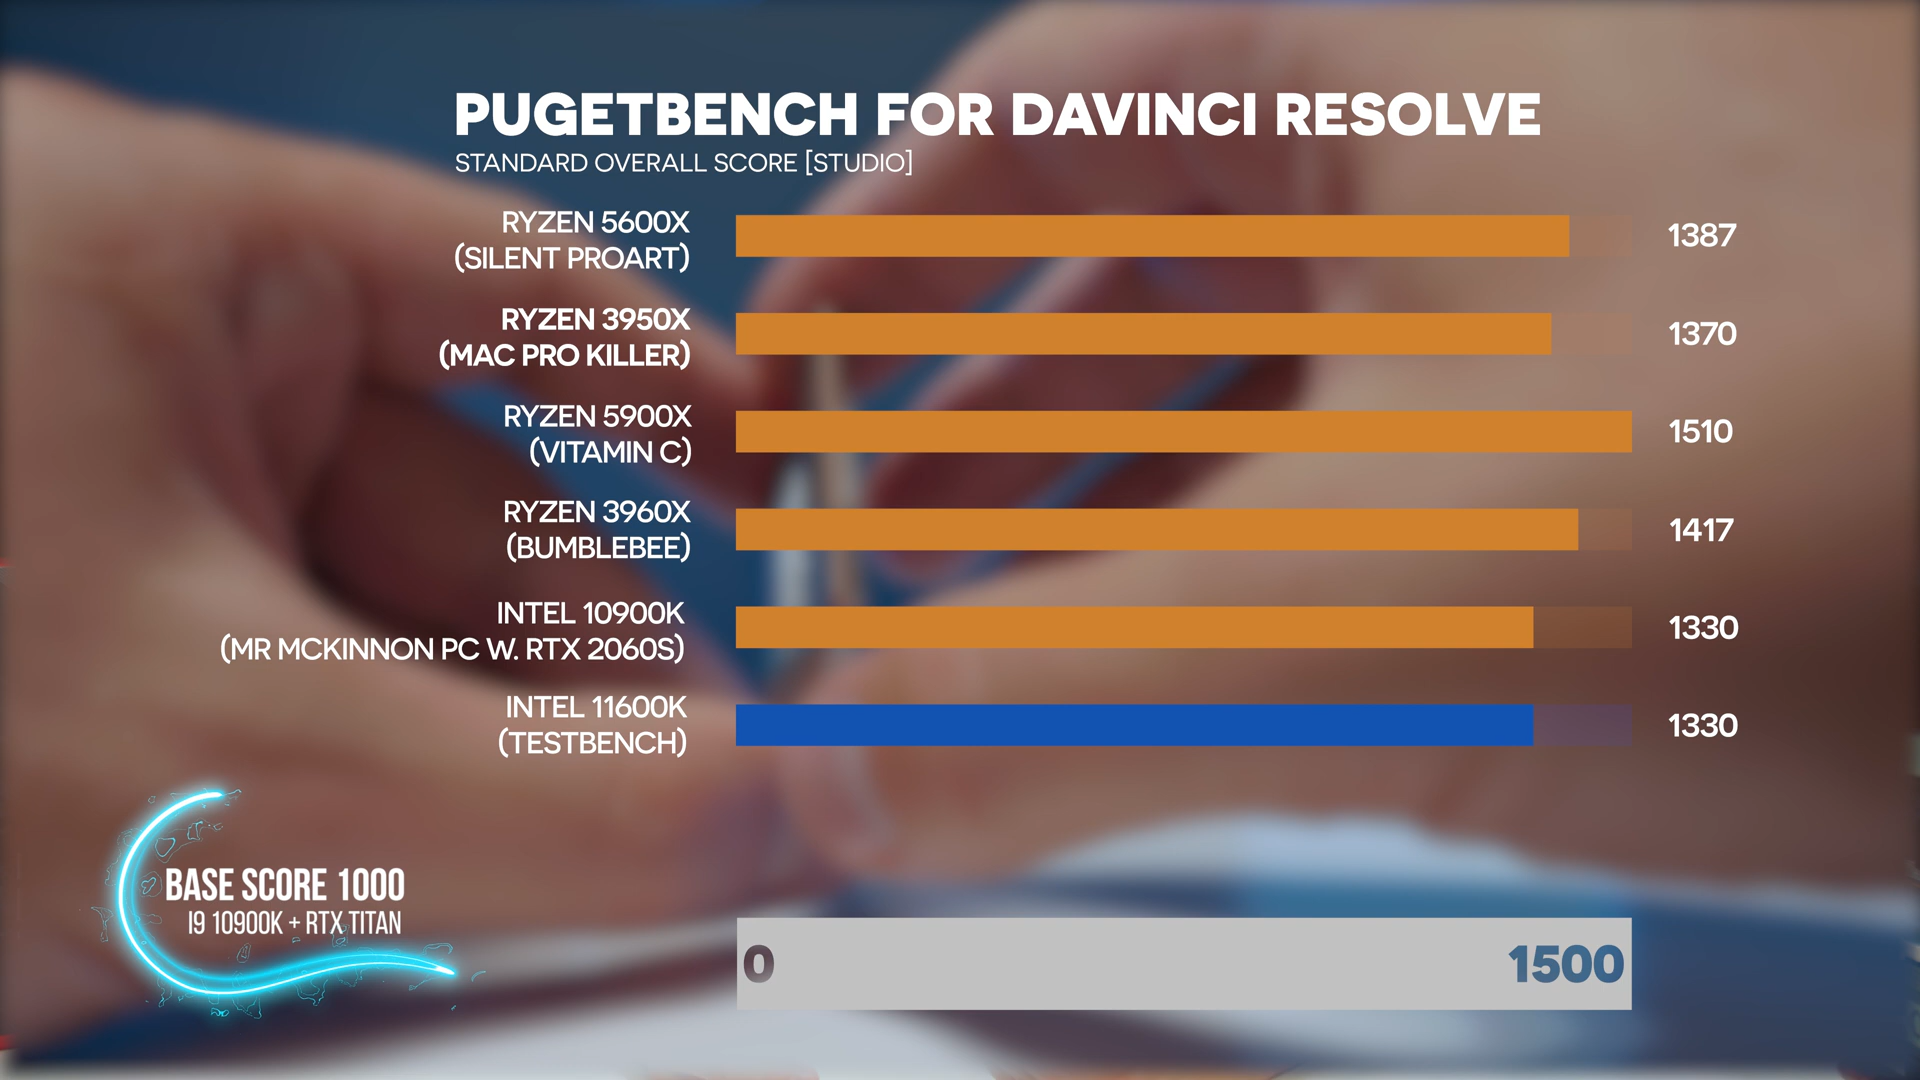 PUGETBENCH FOR DAVINCI RESOLVE
STANDARD OVERALL SCORE [STUDIO]
RYZEN 5600X
(SILENT PROART)
1387
RYZEN 3950X
(MAC PRO KILLER)
1370
RYZEN 5900X
(VITAMIN C)
1510
RYZEN 3960X
(BUMBLEBEE)
1417
INTEL 10900K
(MR MCKINNON PC W. RTX 2060S)
1330
INTEL 11600K
(TESTBENCH)
1330
BASE SCORE 1000
I9 10900K + RTX TITAN
0 1500